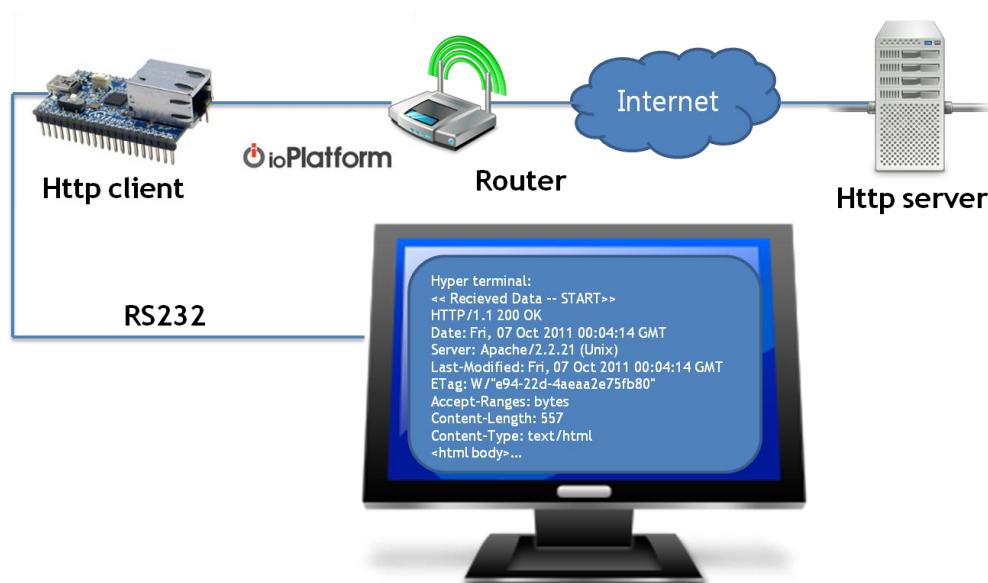 Internet
ioPlatform
Http client
Router
Http server
RS232
Hyper terminal:
<< Recieved Data -- START>>
HTTP/1.1 200 OK
Date: Fri, 07 Oct 2011 00:04:14 GMT
Server: Apache/2.2.21 (Unix)
Last-Modified: Fri, 07 Oct 2011 00:04:14 GMT
ETag: W/"e94-22d-4aeaa2e75fb80"
Accept-Ranges: bytes
Content-Length: 557
Content-Type: text/html
<html body>...